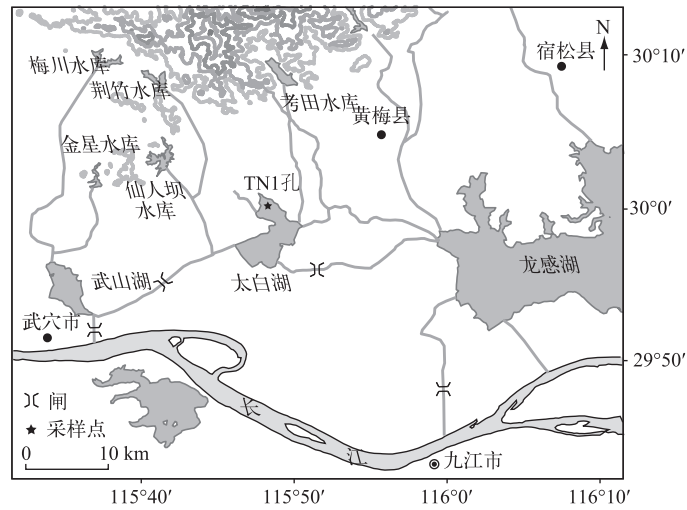 N
30°10′
宿松县
梅川水库
荆竹水库
考田水库
黄梅县
金星水库
TN1孔
仙人坝
水库
30°0′
龙感湖
武山湖
太白湖
武穴市
29°50′
闸
长
采样点
江
九江市
0
10 km
115°40′
115°50′
116°0′
116°10′